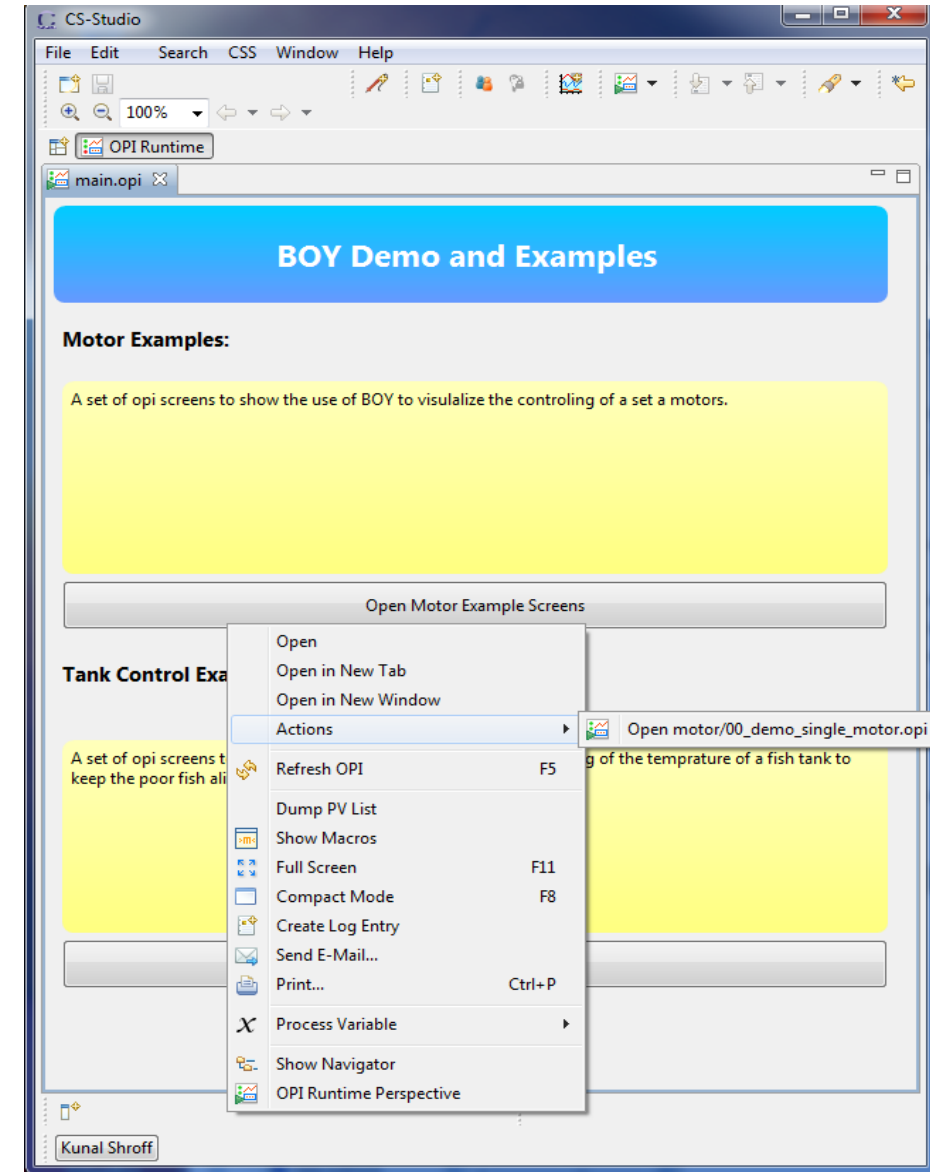 CS-Studio
File Edit Search CSS Window Help
100%
OPI Runtime
main.opi
BOY Demo and Examples
Motor Examples:
A set of opi screens to show the use of BOY to visulalize the controling of a set a motors.
Open Motor Example Screens
Open
Tank Control Exa
Open in New Tab
Open in New Window
Actions
Open motor/00_demo_single_motor.opi
A set of opi screens t
g of the temprature of a fish tank to
keep the poor fish ali
Refresh OPI F5
Dump PV List
Show Macros
Full Screen F11
Compact Mode F8
Create Log Entry
Send E-Mail...
Print... Ctrl+P
Process Variable
Show Navigator
OPI Runtime Perspective
Kunal Shroff